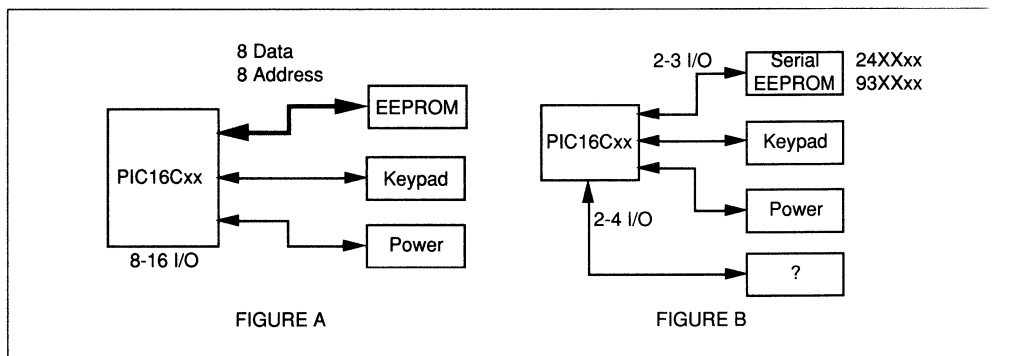 8 Data
8 Address
EEPROM
PIC16Cxx
Keypad
Power
8-16 I/O
FIGURE A
2-3 I/O
Serial
EEPROM
24XXxx
93XXxx
PIC16Cxx
Keypad
2-4 I/O
Power
?
FIGURE B